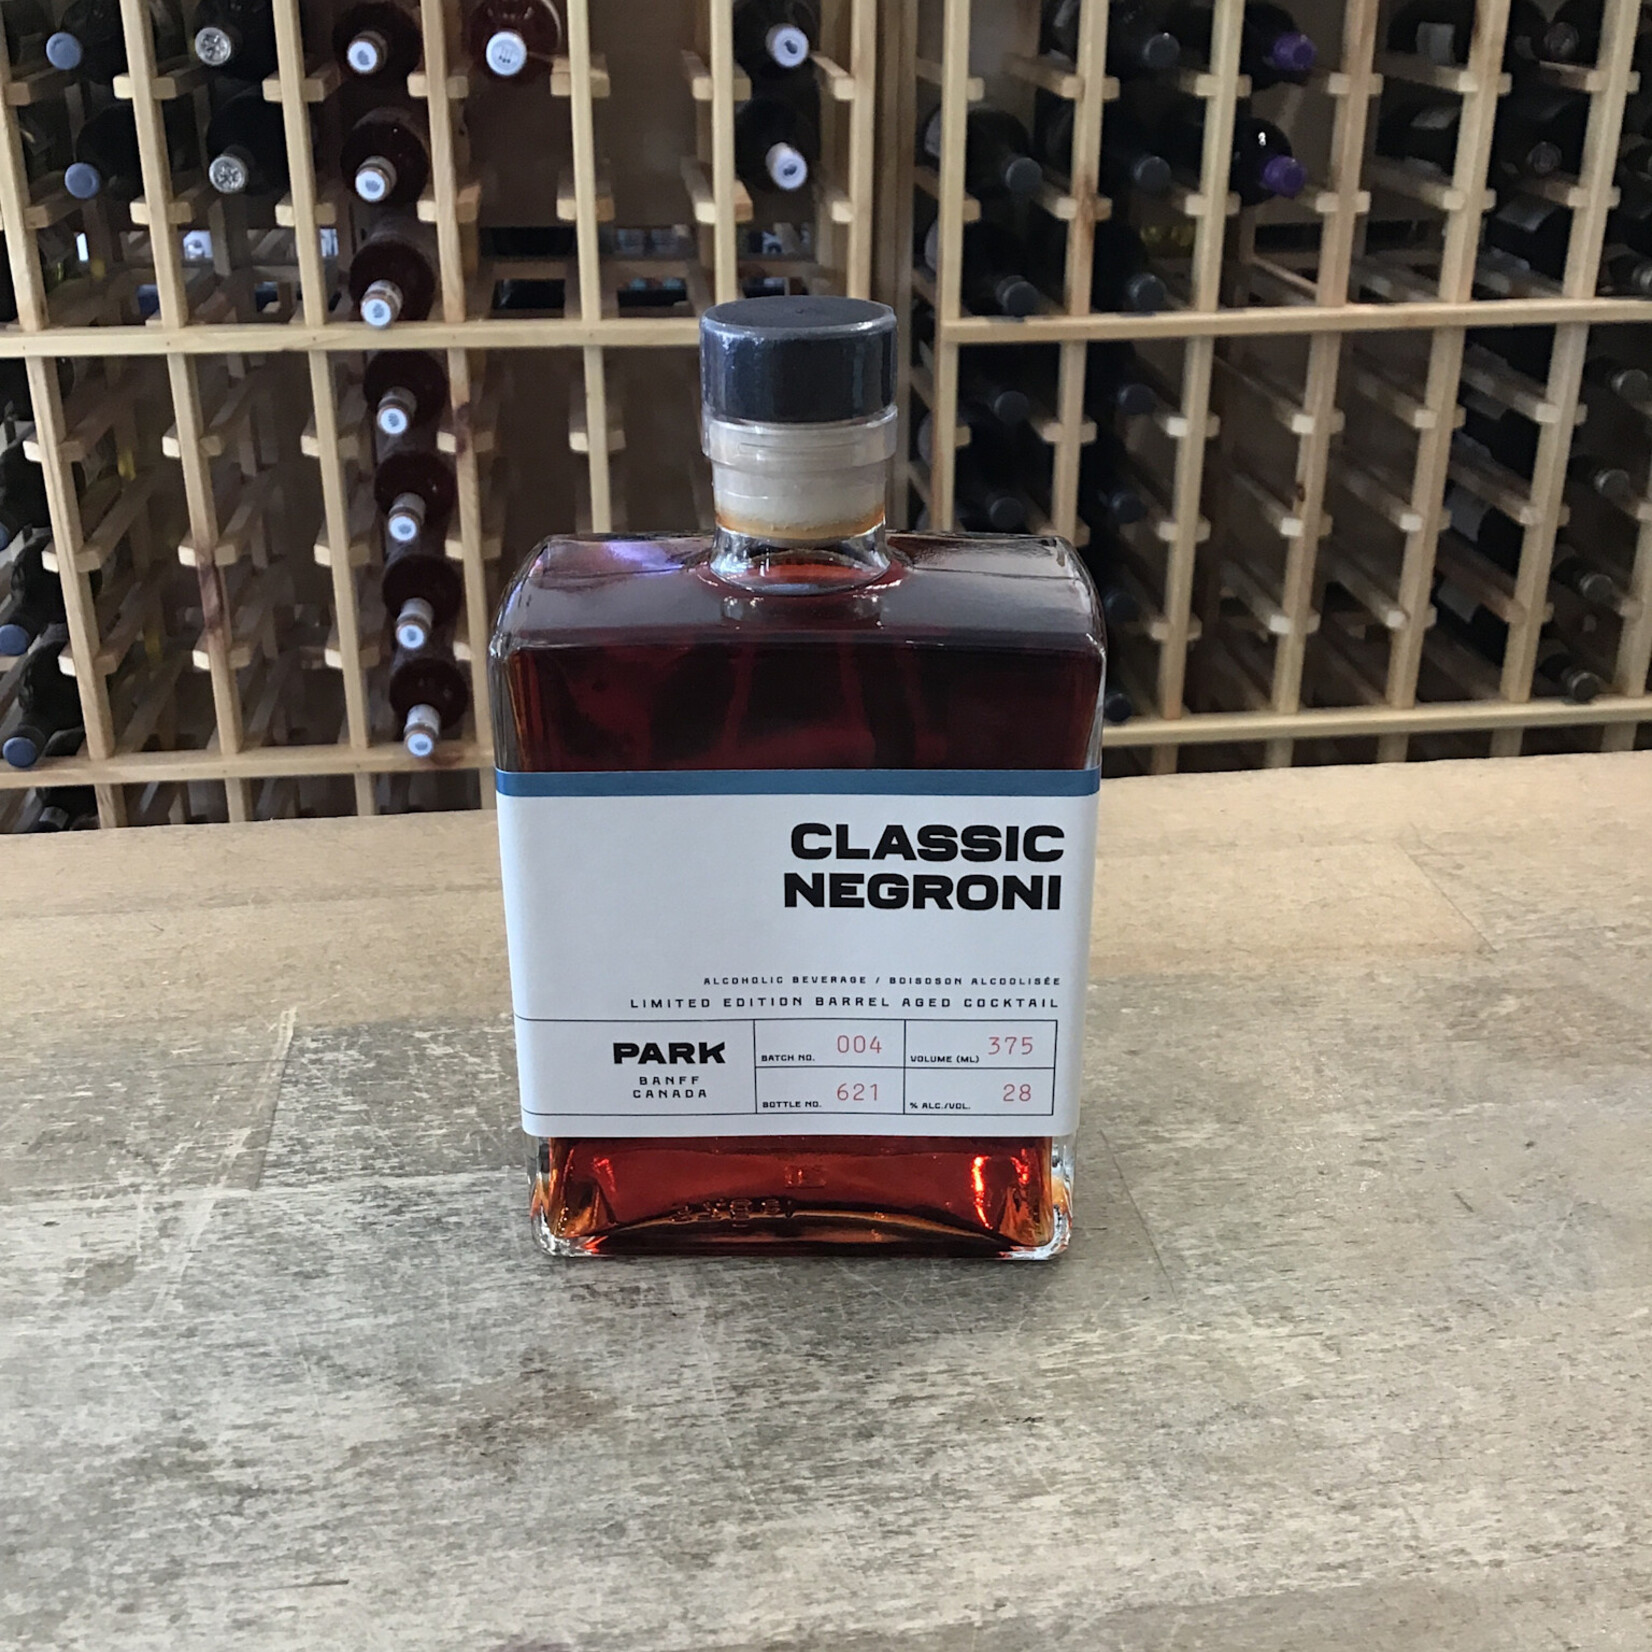 CLASSIC
NEGRONI
ALCOHOLIC BEVERAGE / BOISOSON ALCOOLISÉE
LIMITED EDITION BARREL AGED COCKTAIL
PARK
BANFF
CANADA
BATCH NO. 004
VOLUME (ML) 375
BOTTLE NO. 621
% ALC./VOL. 28